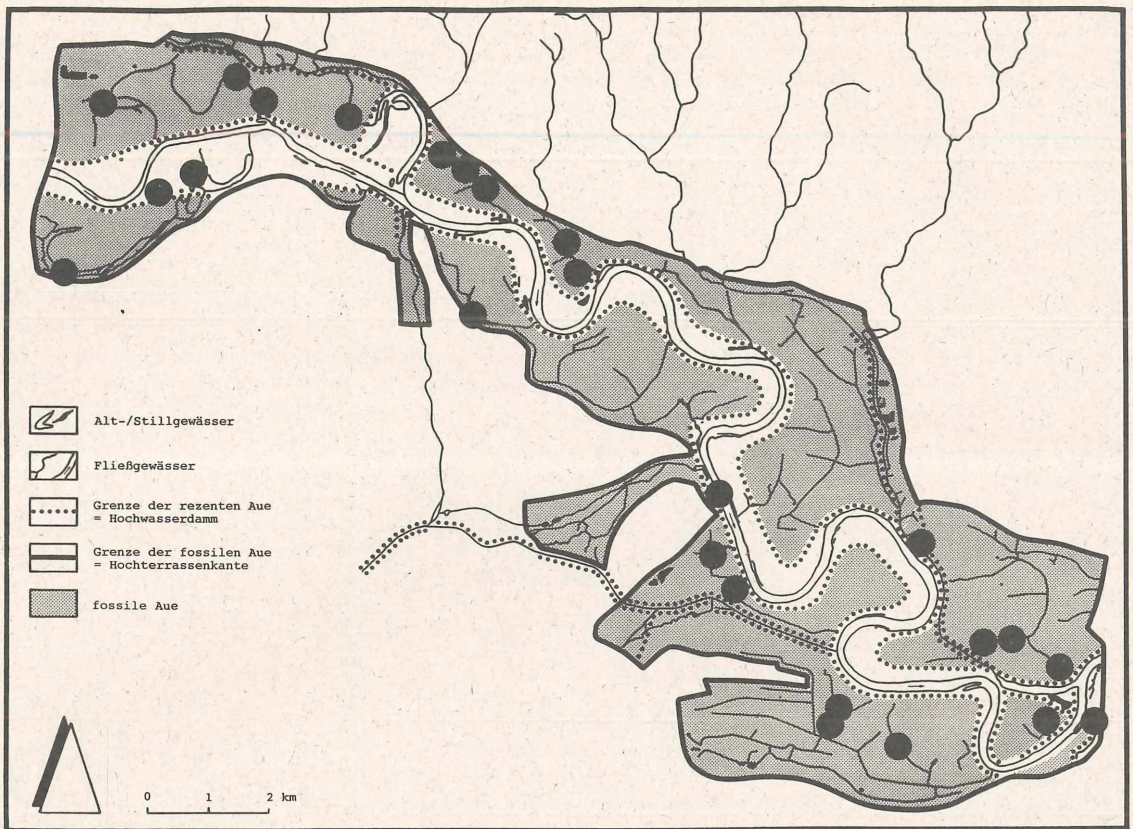 Alt-/Stillgewässer
Fließgewässer
Grenze der rezenten Aue
= Hochwasserdamm
Grenze der fossilen Aue
= Hochterrassenkante
fossile Aue
0 1 2 km